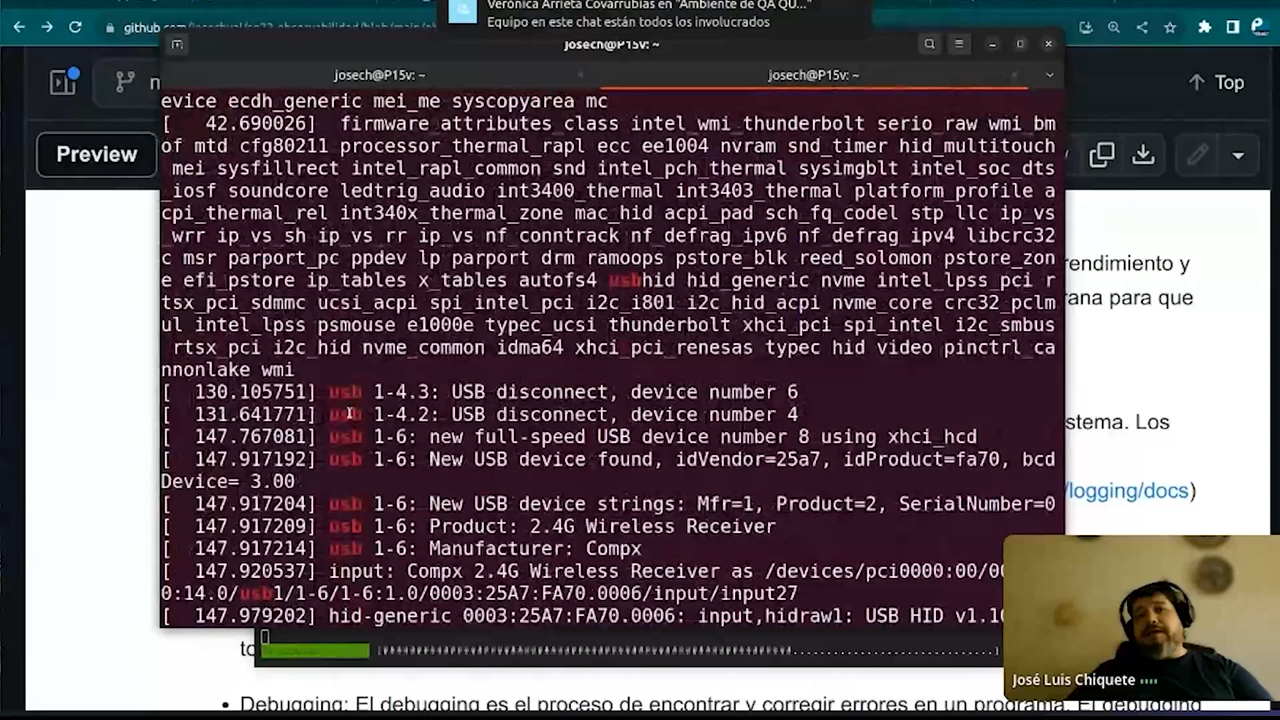 Verónica Arrieta Covarrubias en "Ambiente de QA QU..."
Equipo en este chat están todos los involucrados
josech@P15v: ~
josech@P15v: ~
josech@P15v: ~
Top
Preview
evice ecdh_generic mei_me syscopyarea mc
[   42.690026]  firmware_attributes_class intel_wmi_thunderbolt serio_raw wmi_bm
of mtd cfg80211 processor_thermal_rapl ecc ee1004 nvram snd_timer hid_multitouch
mei sysfillrect intel_rapl_common snd intel_pch_thermal sysimgblt intel_soc_dts
_iosf soundcore ledtrig_audio int3400_thermal int3403_thermal platform_profile a
cpi_thermal_rel int340x_thermal_zone mac_hid acpi_pad sch_fq_codel stp llc ip_vs
_wrr ip_vs_sh ip_vs_rr ip_vs nf_conntrack nf_defrag_ipv6 nf_defrag_ipv4 libcrc32
c msr parport_pc ppdev lp parport drm ramoops pstore_blk reed_solomon pstore_zon
e efi_pstore ip_tables x_tables autofs4 usbhid hid_generic nvme intel_lpss_pci r
tsx_pci_sdmmc ucsi_acpi spi_intel_pci i2c_i801 i2c_hid_acpi nvme_core crc32_pclm
ul intel_lpss psmouse e1000e typec_ucsi thunderbolt xhci_pci spi_intel i2c_smbus
rtsx_pci i2c_hid nvme_common idma64 xhci_pci_renesas typec hid video pinctrl_ca
nnonlake wmi
[  130.105751] usb 1-4.3: USB disconnect, device number 6
[  131.641771] usb 1-4.2: USB disconnect, device number 4
[  147.767081] usb 1-6: new full-speed USB device number 8 using xhci_hcd
[  147.917192] usb 1-6: New USB device found, idVendor=25a7, idProduct=fa70, bcd
Device= 3.00
[  147.917204] usb 1-6: New USB device strings: Mfr=1, Product=2, SerialNumber=0
[  147.917209] usb 1-6: Product: 2.4G Wireless Receiver
[  147.917214] usb 1-6: Manufacturer: Compx
[  147.920537] input: Compx 2.4G Wireless Receiver as /devices/pci0000:00/00
0:14.0/usb1/1-6/1-6:1.0/0003:25A7:FA70.0006/input/input27
[  147.979202] hid-generic 0003:25A7:FA70.0006: input,hidraw1: USB HID v1.10
rendimiento y
rana para que
stema. Los
/logging/docs)
José Luis Chiquete
Debugging: El debugging es el proceso de encontrar y corregir errores en un programa. El debugging